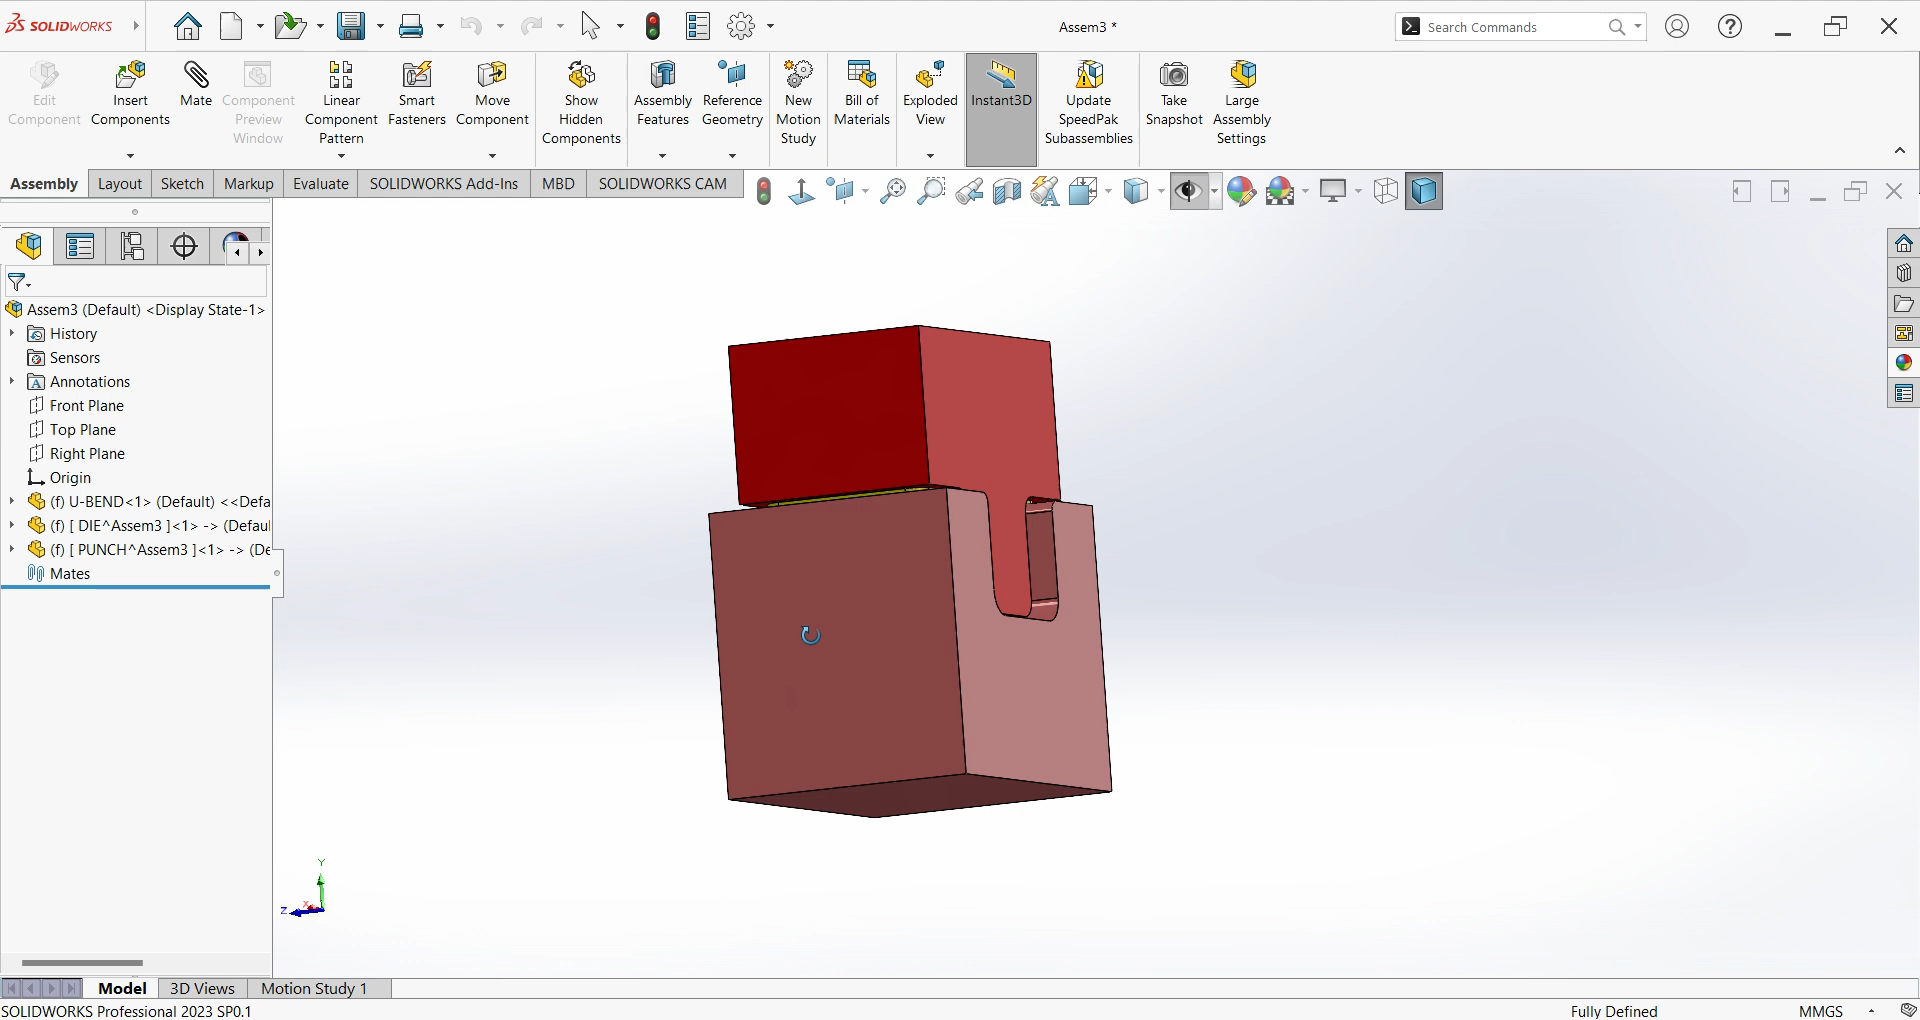 SOLIDWORKS
Assem3 *
Search Commands
Edit Component
Insert Components
Mate
Component Preview Window
Linear Component Pattern
Smart Fasteners
Move Component
Show Hidden Components
Assembly Features
Reference Geometry
New Motion Study
Bill of Materials
Exploded View
Instant3D
Update SpeedPak Subassemblies
Take Snapshot
Large Assembly Settings
Assembly
Layout
Sketch
Markup
Evaluate
SOLIDWORKS Add-Ins
MBD
SOLIDWORKS CAM
Assem3 (Default) <Display State-1>
History
Sensors
Annotations
Front Plane
Top Plane
Right Plane
Origin
(f) U-BEND<1> (Default) <<Defa
(f) [ DIE^Assem3 ]<1> -> (Defaul
(f) [ PUNCH^Assem3 ]<1> -> (De
Mates
Y
Z
X
Model
3D Views
Motion Study 1
SOLIDWORKS Professional 2023 SP0.1
Fully Defined
MMGS